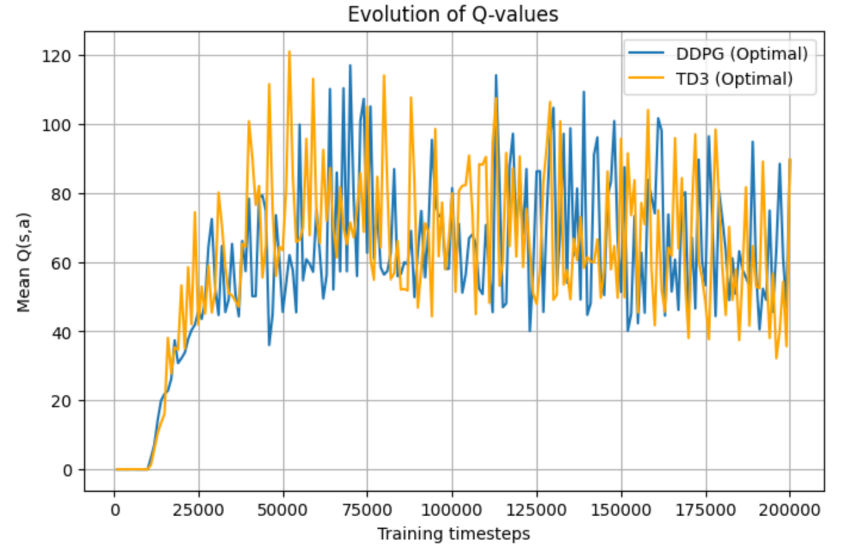 Evolution of Q-values
DDPG (Optimal)
TD3 (Optimal)
Mean Q(s,a)
120
100
80
60
40
20
0
0 25000 50000 75000 100000 125000 150000 175000 200000
Training timesteps